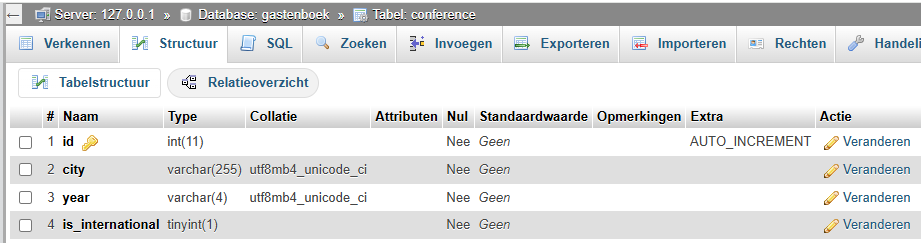 ← Server: 127.0.0.1 » Database: gastenboek » Tabel: conference
Verkennen Structuur SQL Zoeken Invoegen Exporteren Importeren Rechten Handeli
Tabelstructuur Relatieoverzicht
# Naam Type Collatie Attributen Nul Standaardwaarde Opmerkingen Extra Actie
1 id int(11) Nee Geen AUTO_INCREMENT Veranderen
2 city varchar(255) utf8mb4_unicode_ci Nee Geen Veranderen
3 year varchar(4) utf8mb4_unicode_ci Nee Geen Veranderen
4 is_international tinyint(1) Nee Geen Veranderen